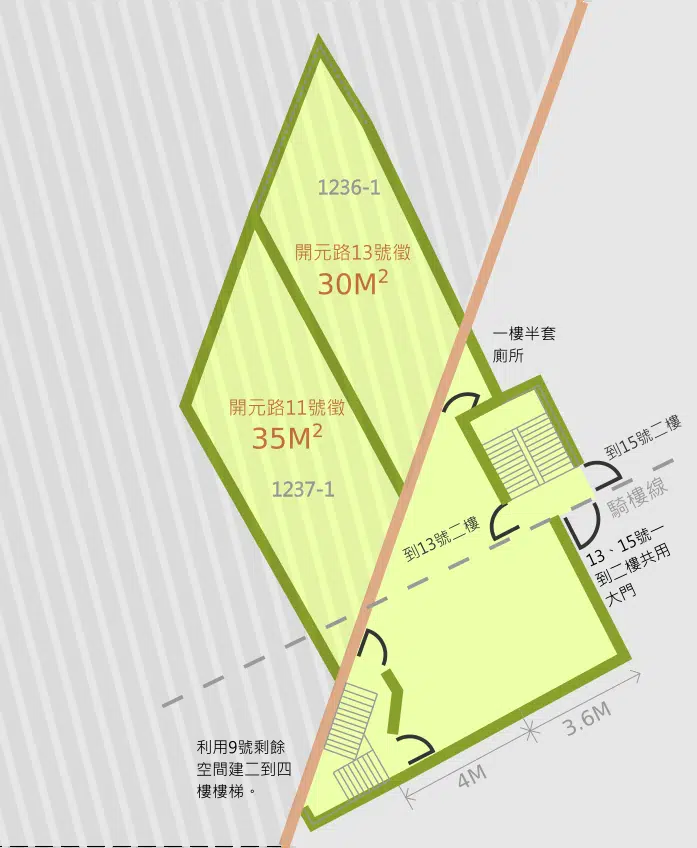 1236-1
開元路13號徵
30M²
一樓半套
廁所
開元路11號徵
35M²
1237-1
到15號二樓
騎樓線
到13號二樓
13、15號一
到二樓共用
大門
利用9號剩餘
空間建二到四
樓樓梯。
4M
3.6M